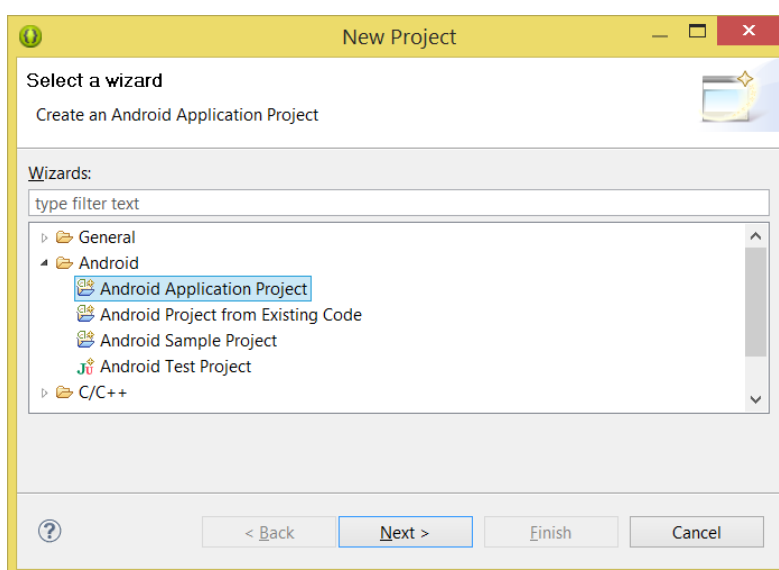 New Project
Select a wizard
Create an Android Application Project
Wizards:
type filter text
General
Android
Android Application Project
Android Project from Existing Code
Android Sample Project
Android Test Project
C/C++
< Back Next > Finish Cancel